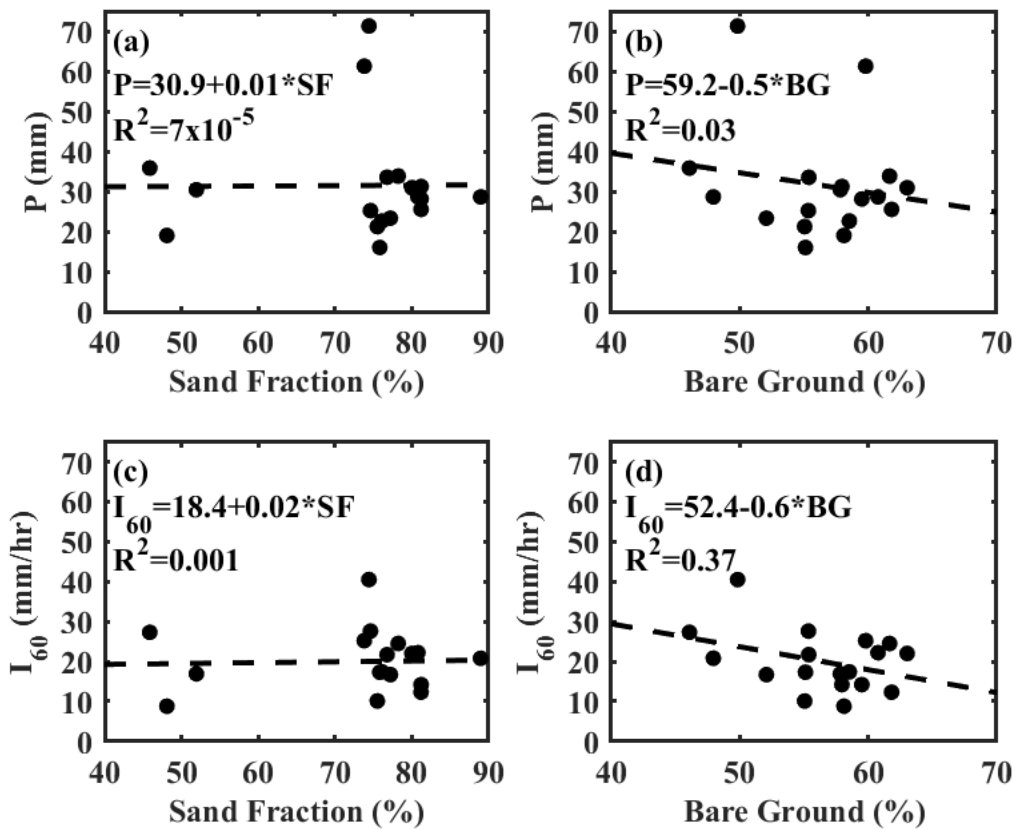 (a)
P=30.9+0.01*SF
R²=7x10⁻⁵
P (mm)
70
60
50
40
30
20
10
0
40 50 60 70 80 90
Sand Fraction (%)
(b)
P=59.2-0.5*BG
R²=0.03
P (mm)
70
60
50
40
30
20
10
0
40 50 60 70
Bare Ground (%)
(c)
I₆₀=18.4+0.02*SF
R²=0.001
I₆₀ (mm/hr)
70
60
50
40
30
20
10
0
40 50 60 70 80 90
Sand Fraction (%)
(d)
I₆₀=52.4-0.6*BG
R²=0.37
I₆₀ (mm/hr)
70
60
50
40
30
20
10
0
40 50 60 70
Bare Ground (%)